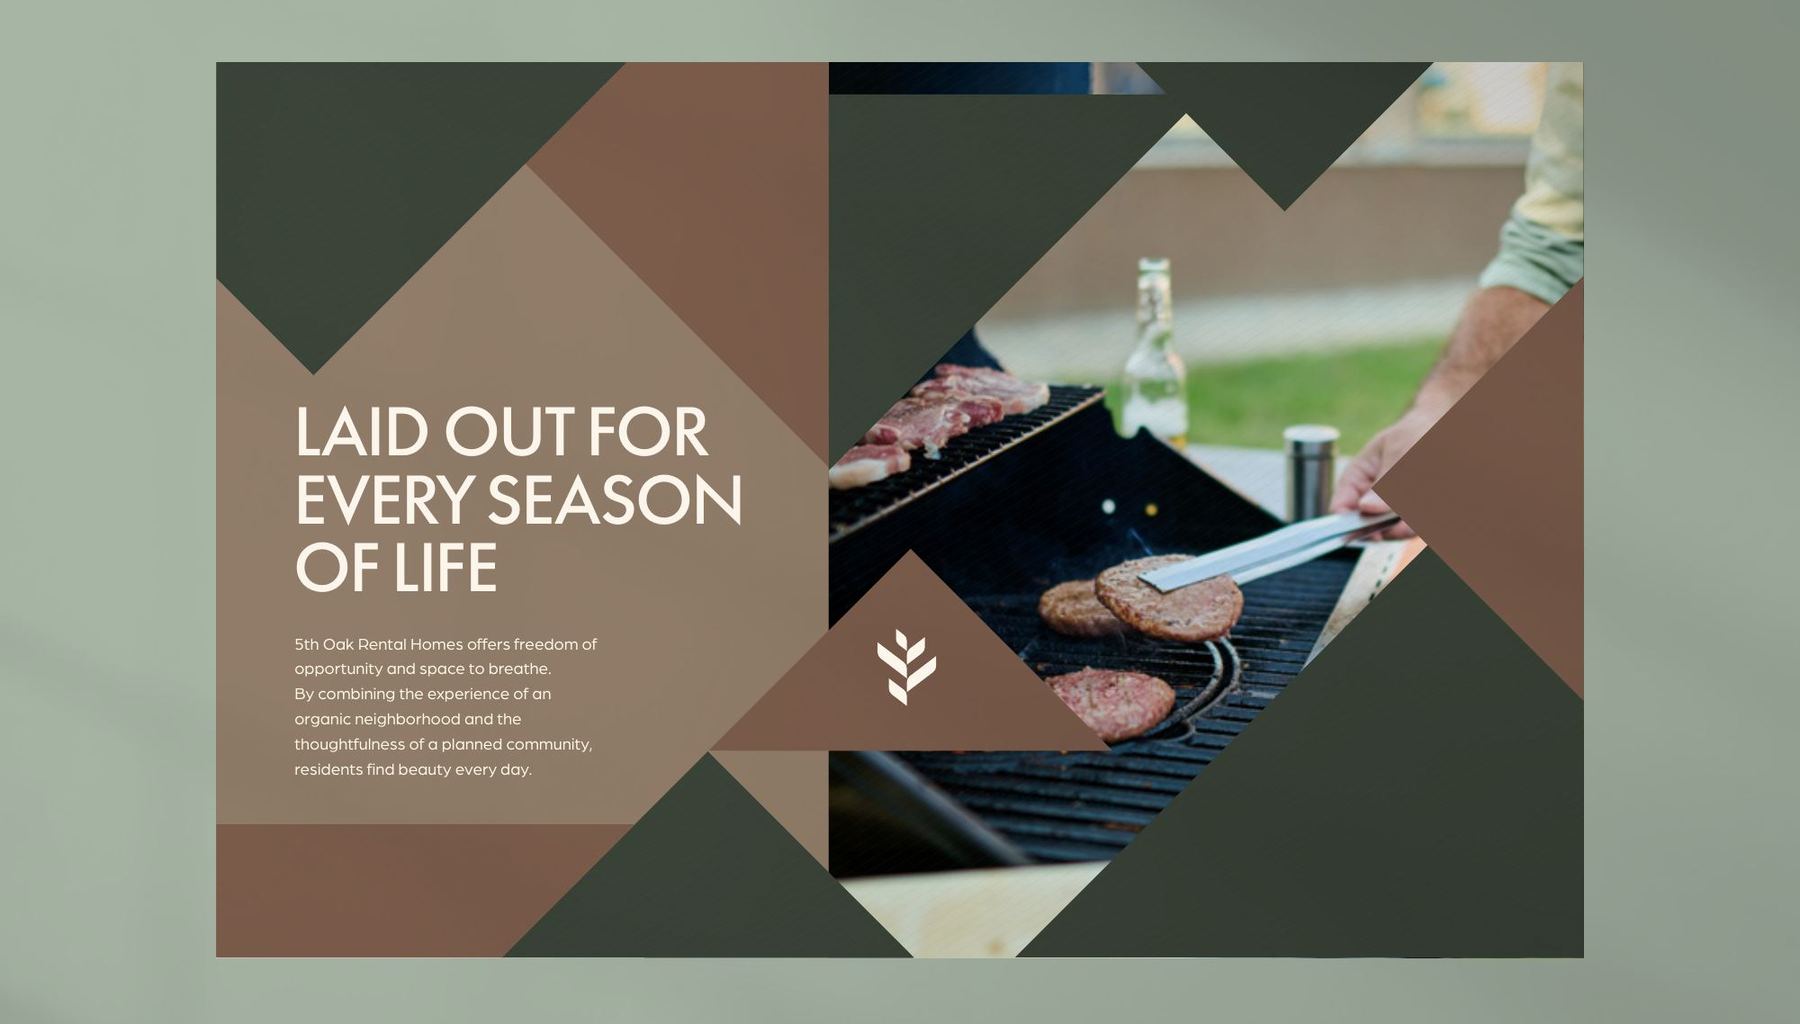 LAID OUT FOR
EVERY SEASON
OF LIFE
5th Oak Rental Homes offers freedom of
opportunity and space to breathe.
By combining the experience of an
organic neighborhood and the
thoughtfulness of a planned community,
residents find beauty every day.